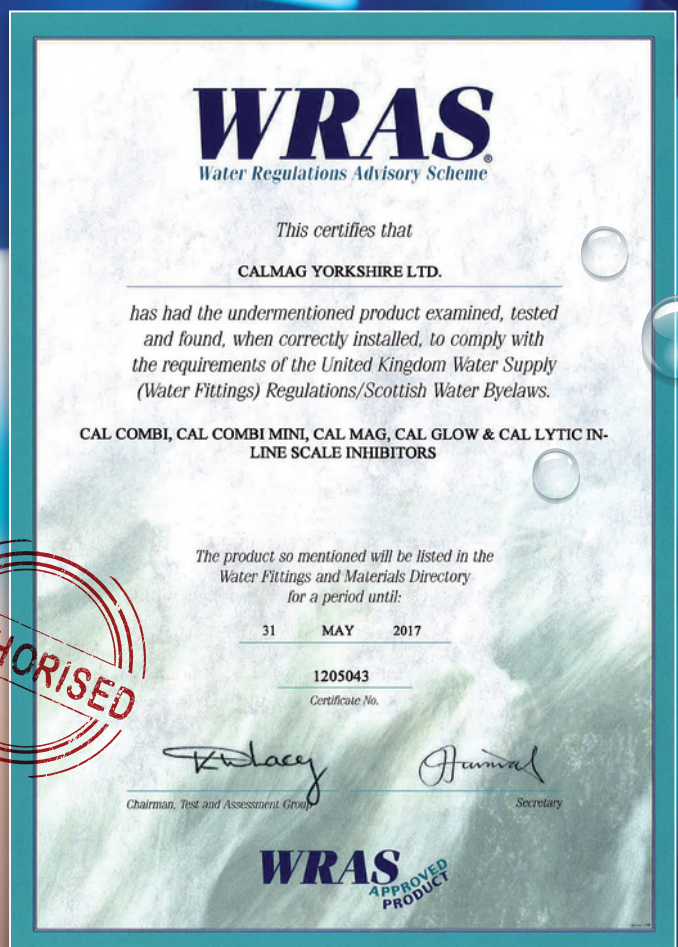 WRAS®
Water Regulations Advisory Scheme
This certifies that
CALMAG YORKSHIRE LTD.
has had the undermentioned product examined, tested
and found, when correctly installed, to comply with
the requirements of the United Kingdom Water Supply
(Water Fittings) Regulations/Scottish Water Byelaws.
CAL COMBI, CAL COMBI MINI, CAL MAG, CAL GLOW & CAL LYTIC IN-
LINE SCALE INHIBITORS
The product so mentioned will be listed in the
Water Fittings and Materials Directory
for a period until:
31 MAY 2017
1205043
Certificate No.
HORISED
Chairman, Test and Assessment Group
Secretary
WRAS
APPROVED
PRODUCT